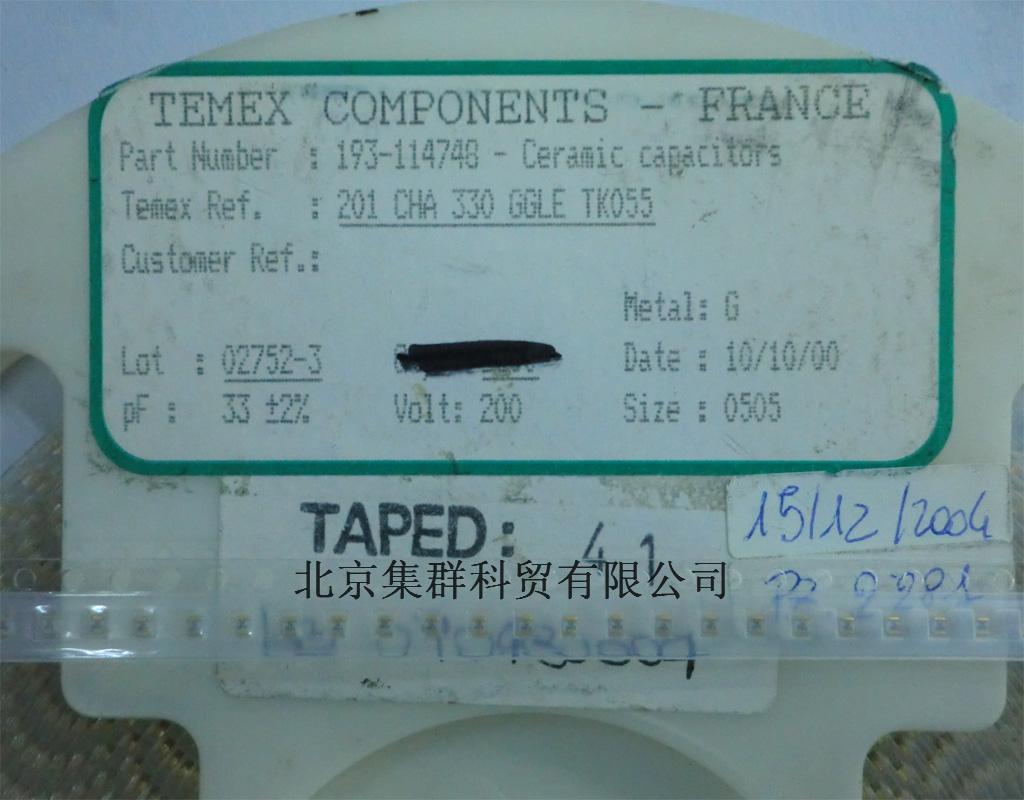 TEMEX COMPONENTS - FRANCE
Part Number : 193-114748 - Ceramic capacitors
Temex Ref. : 201 CHA 330 GGLE TK055
Customer Ref.:
Metal: G
Lot : 02752-3 Date : 10/10/00
pF : 33 ±2% Volt: 200 Size : 0505
TAPED: 41
15/12/2004
北京集群科贸有限公司